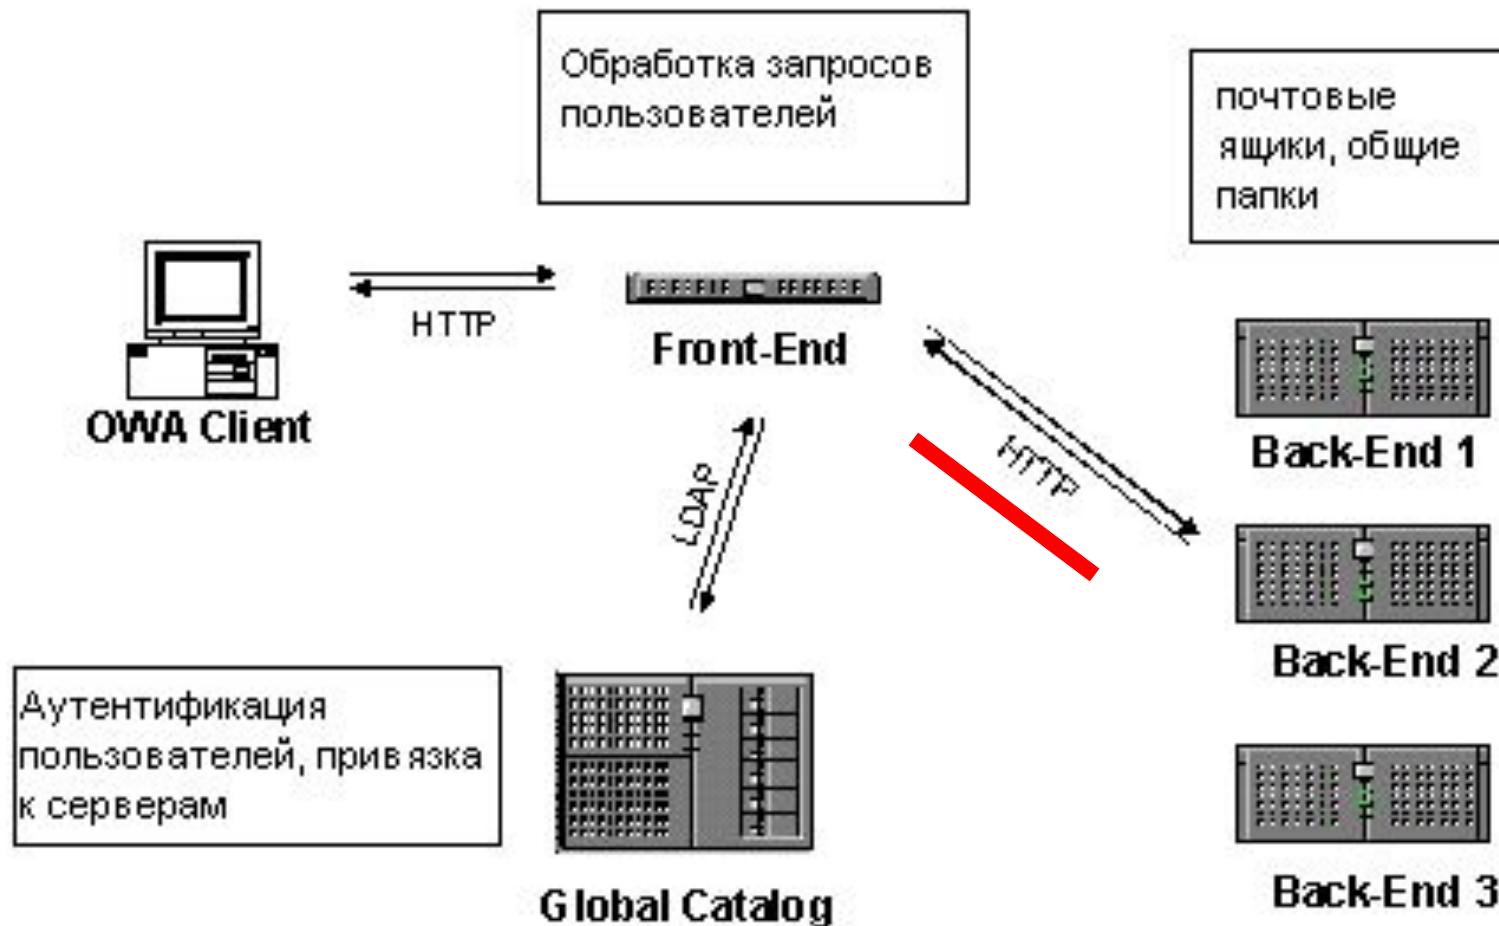 Обработка запросов
пользователей
почтовые
ящики, общие
папки
HTTP
Front-End
OWA Client
HTTP
Back-End 1
LDAP
Back-End 2
Аутентификация
пользователей, привязка
к серверам
Global Catalog
Back-End 3